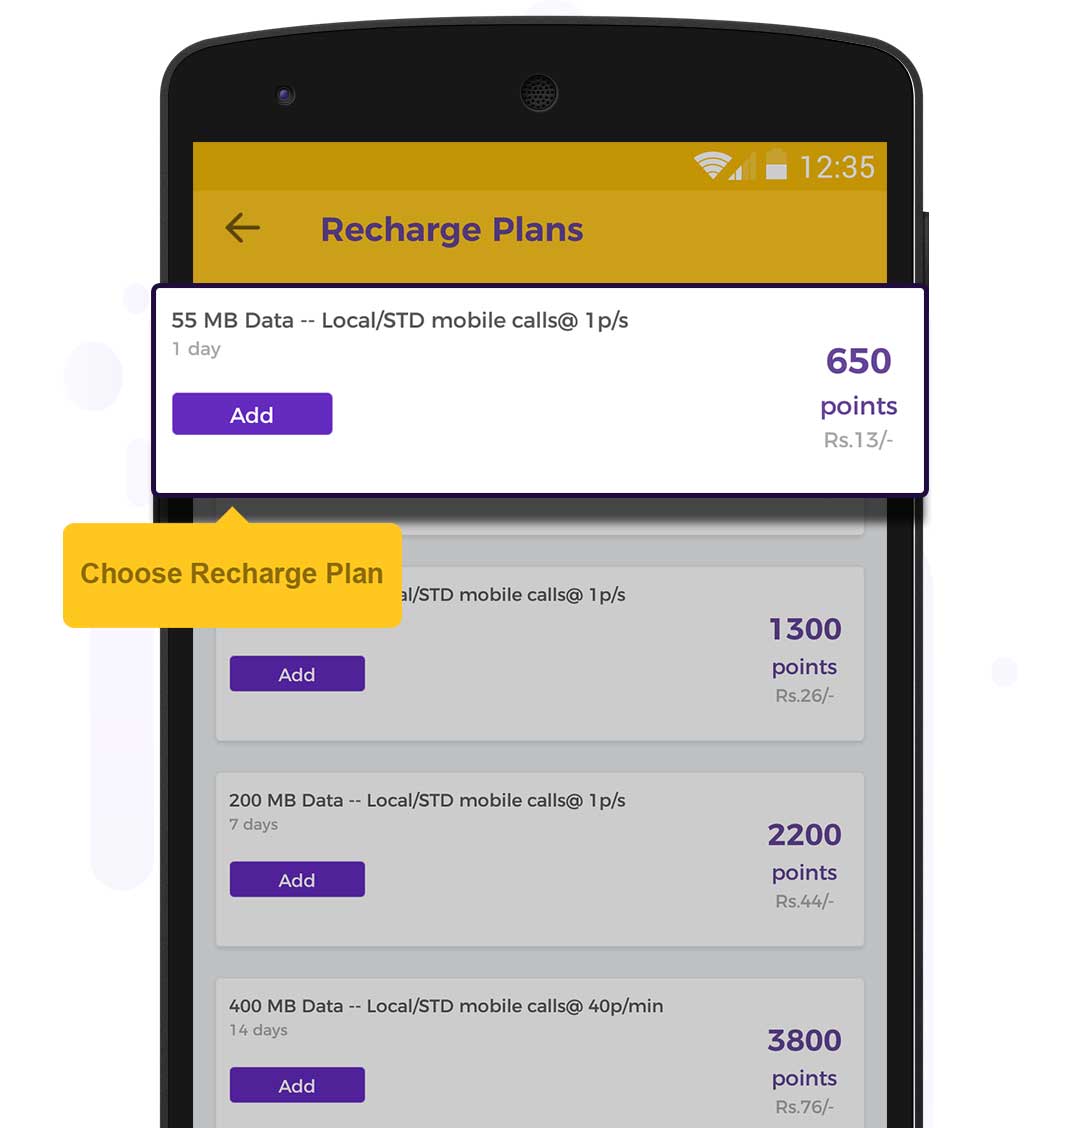 12:35
Recharge Plans
55 MB Data -- Local/STD mobile calls@ 1p/s
1 day
650
points
Rs.13/-
Add
Choose Recharge Plan
al/STD mobile calls@ 1p/s
1300
points
Rs.26/-
Add
200 MB Data -- Local/STD mobile calls@ 1p/s
7 days
2200
points
Rs.44/-
Add
400 MB Data -- Local/STD mobile calls@ 40p/min
14 days
3800
points
Rs.76/-
Add